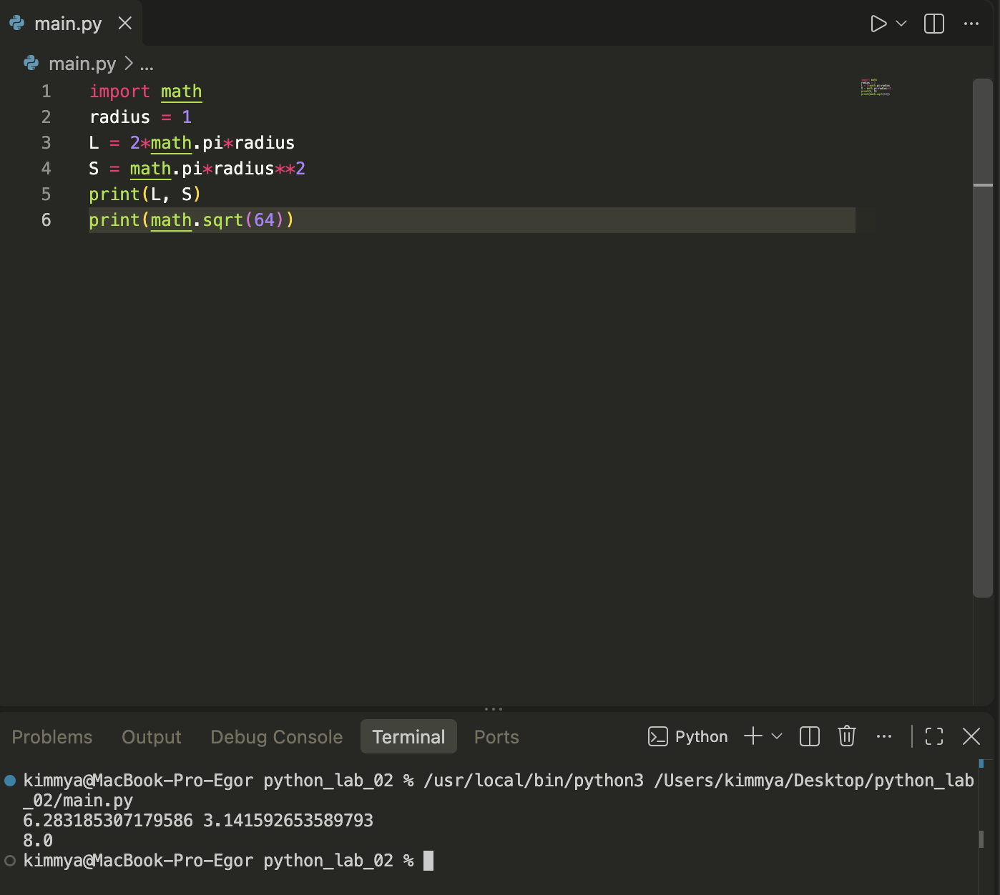 main.py
main.py > ...
1 import math
2 radius = 1
3 L = 2*math.pi*radius
4 S = math.pi*radius**2
5 print(L, S)
6 print(math.sqrt(64))
Problems Output Debug Console Terminal Ports Python
kimmya@MacBook-Pro-Egor python_lab_02 % /usr/local/bin/python3 /Users/kimmya/Desktop/python_lab
_02/main.py
6.283185307179586 3.141592653589793
8.0
kimmya@MacBook-Pro-Egor python_lab_02 %